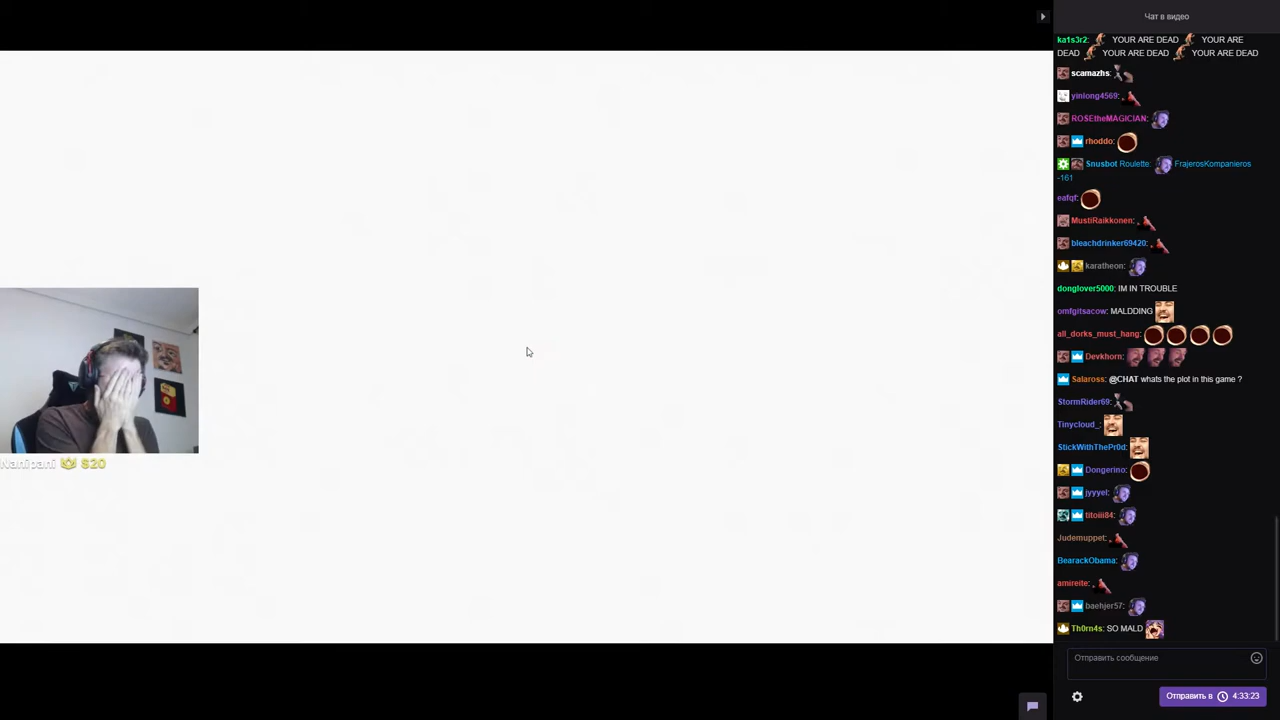 Чат в видео
ka1s3r2: YOUR ARE DEAD YOUR ARE
DEAD YOUR ARE DEAD YOUR ARE DEAD
scamazhs:
yinlong4569:
ROSEtheMAGICIAN:
rhoddo:
Snusbot Roulette: FrajerosKompanieros
-161
eafqf:
MustiRaikkonen:
bleachdrinker69420:
karatheon:
donglover5000: IM IN TROUBLE
omfgitsacow: MALDDING
all_dorks_must_hang:
Devkhorn:
Salaross: @CHAT whats the plot in this game ?
StormRider69:
Tinycloud_:
StickWithThePr0d:
Dongerino:
jyyyel:
titoiii84:
Judemuppet:
BearackObama:
amireite:
baehjer57:
Th0rn4s: SO MALD
Nanipani $20
Отправить сообщение
Отправить в 4:33:23